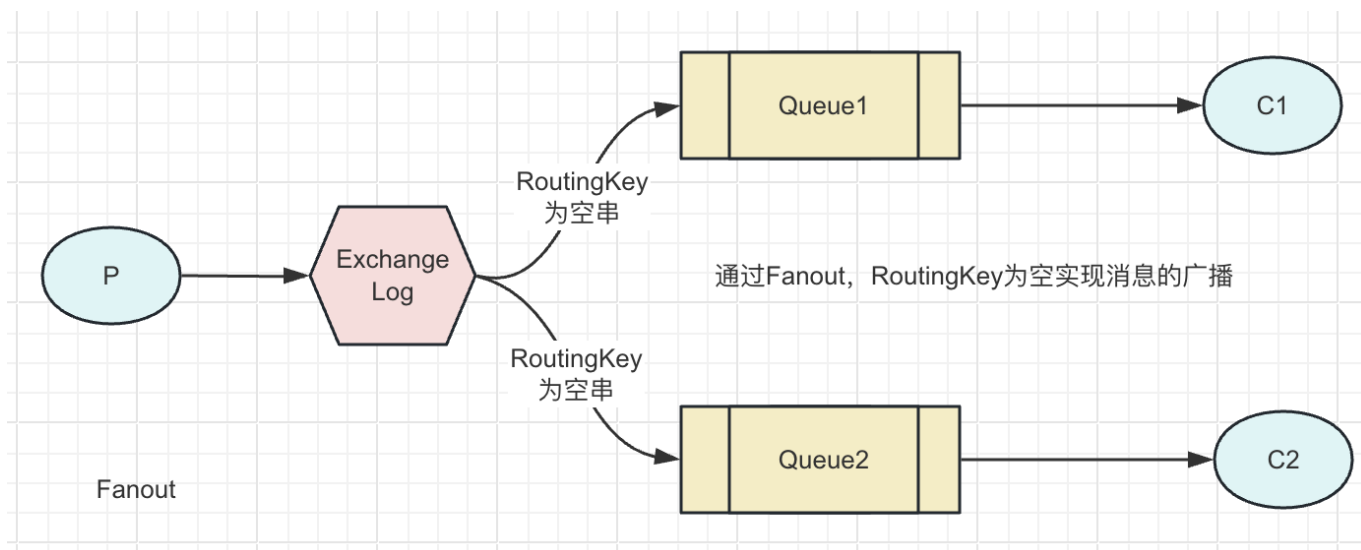 Queue1
C1
RoutingKey
为空串
P
Exchange
Log
通过Fanout，RoutingKey为空实现消息的广播
RoutingKey
为空串
Queue2
C2
Fanout